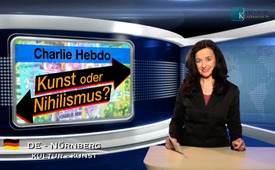 Charlie Hebdo
Kunst oder
Nihilismus?
DE - NÜRNBERG
KULTUR - KUNST